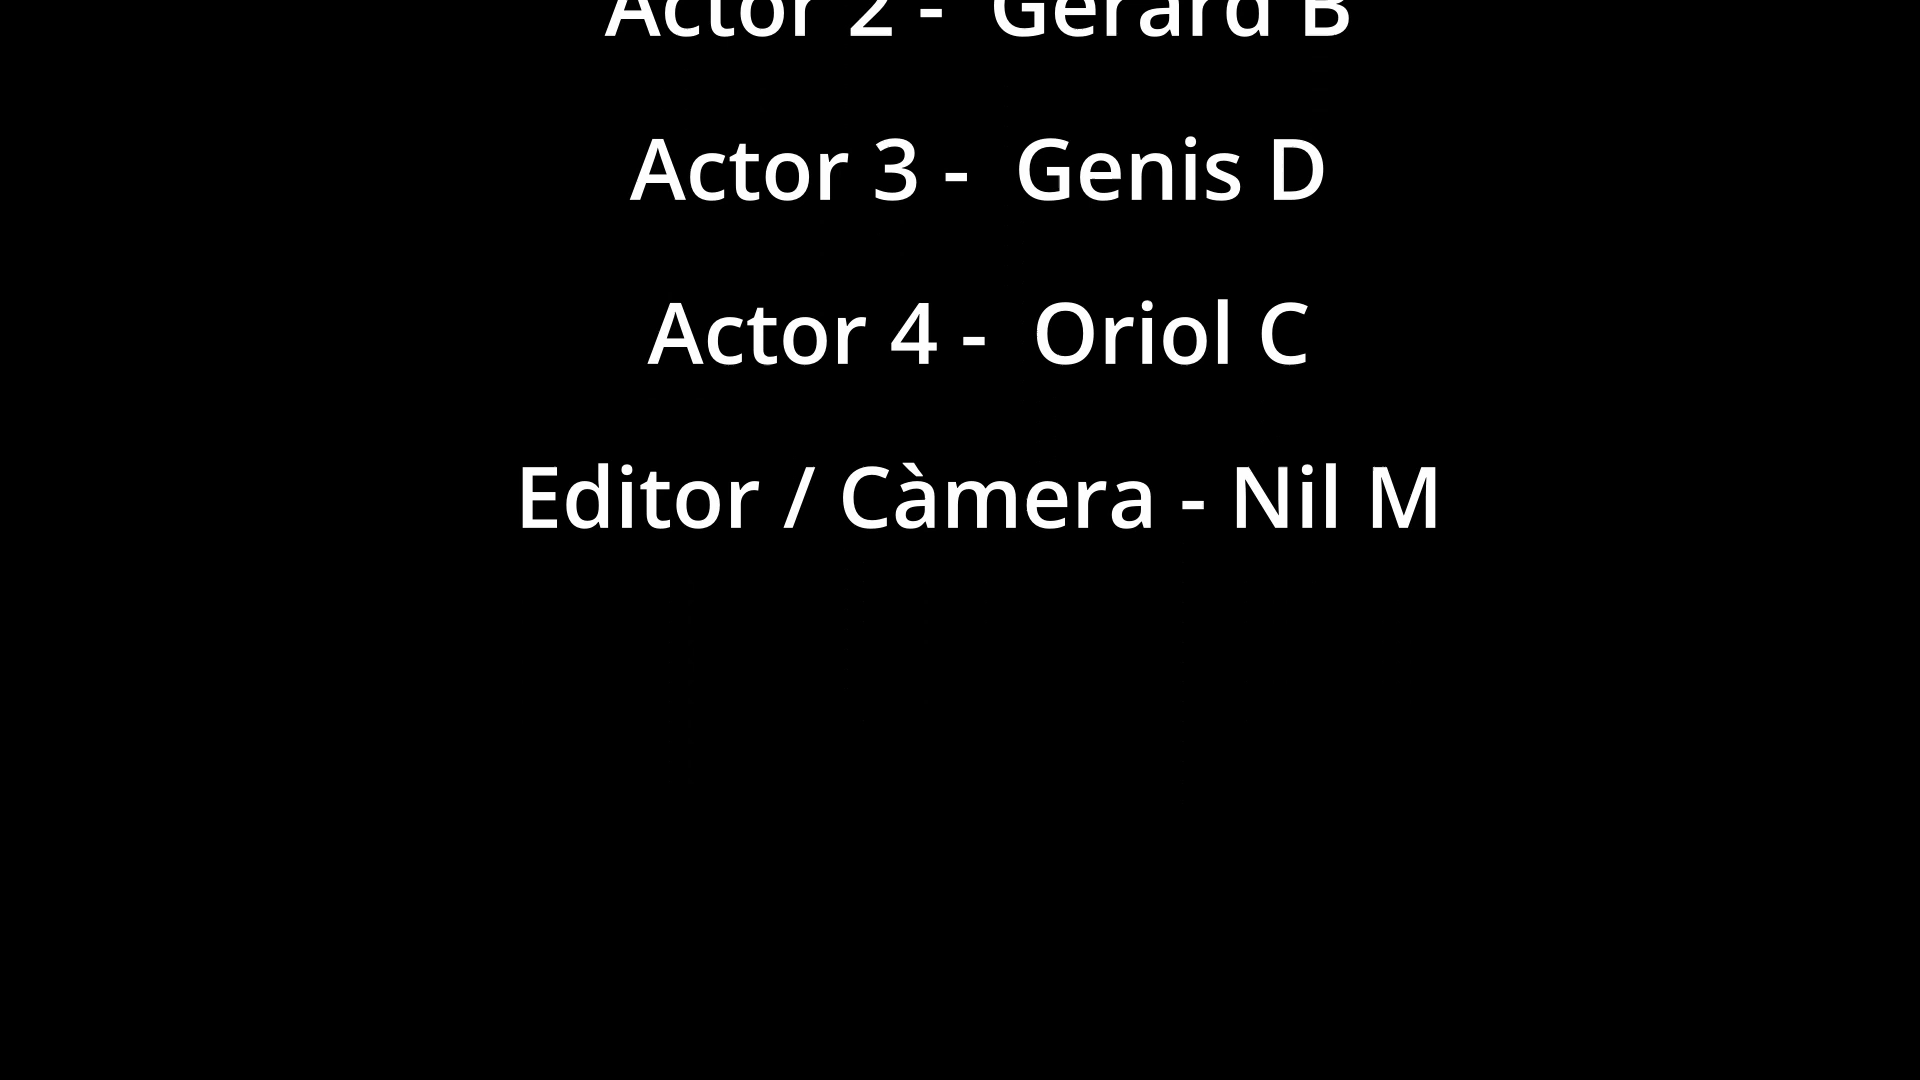 Actor 2 - Gerard B
Actor 3 - Genis D
Actor 4 - Oriol C
Editor / Càmera - Nil M